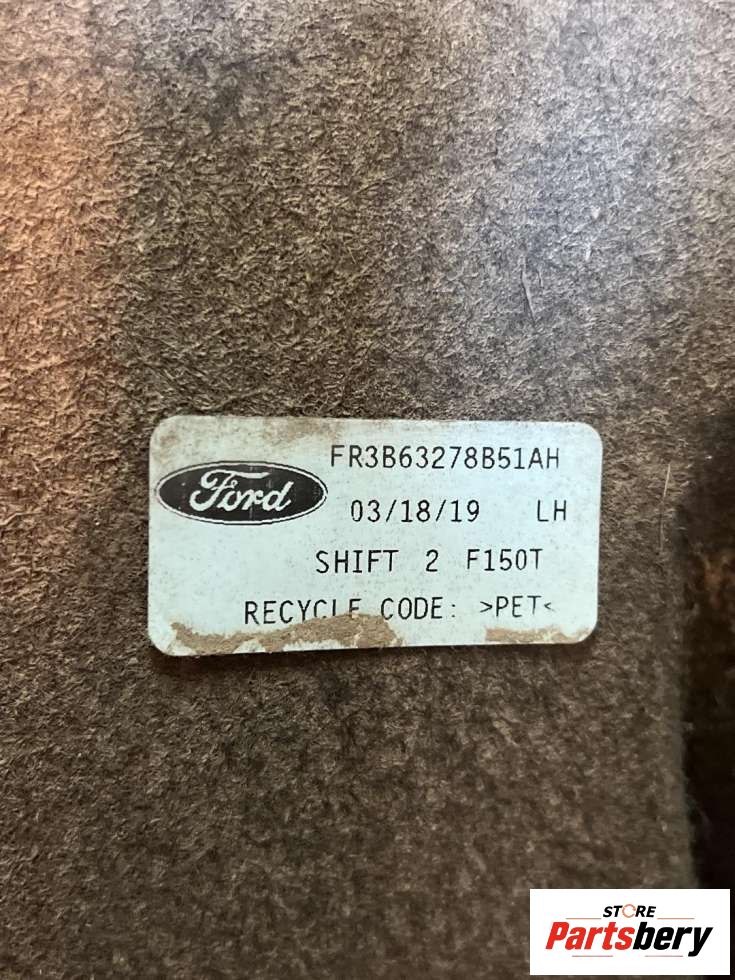 FR3B63278B51AH
Ford
03/18/19 LH
SHIFT 2 F150T
RECYCLE CODE: >PET<
STORE
Partsbery